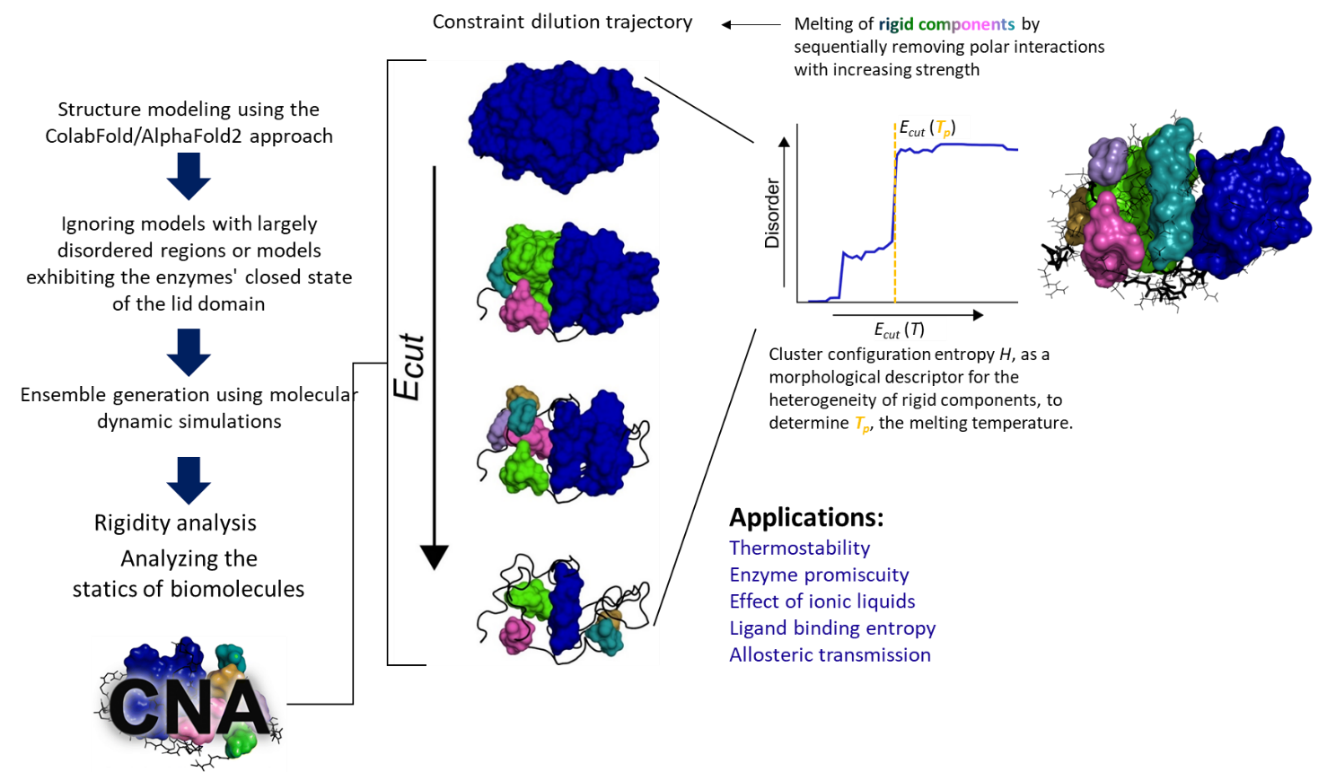 Constraint dilution trajectory
Melting of rigid components by
sequentially removing polar interactions
with increasing strength
Structure modeling using the
ColabFold/AlphaFold2 approach
Ignoring models with largely
disordered regions or models
exhibiting the enzymes' closed state
of the lid domain
Ensemble generation using molecular
dynamic simulations
Rigidity analysis
Analyzing the
statics of biomolecules
CNA
Ecut
Ecut (Tp)
Disorder
Ecut (T)
Cluster configuration entropy H, as a
morphological descriptor for the
heterogeneity of rigid components, to
determine Tp, the melting temperature.
Applications:
Thermostability
Enzyme promiscuity
Effect of ionic liquids
Ligand binding entropy
Allosteric transmission